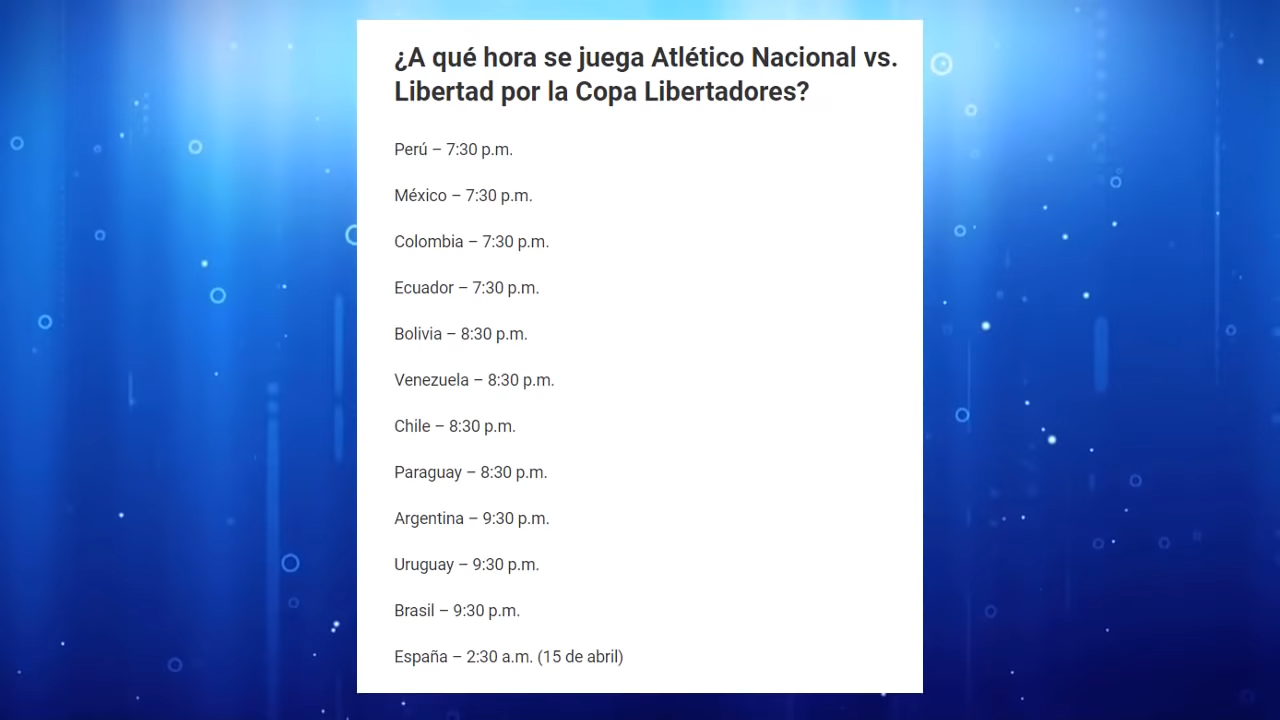 ¿A qué hora se juega Atlético Nacional vs.
Libertad por la Copa Libertadores?
Perú – 7:30 p.m.
México – 7:30 p.m.
Colombia – 7:30 p.m.
Ecuador – 7:30 p.m.
Bolivia – 8:30 p.m.
Venezuela – 8:30 p.m.
Chile – 8:30 p.m.
Paraguay – 8:30 p.m.
Argentina – 9:30 p.m.
Uruguay – 9:30 p.m.
Brasil – 9:30 p.m.
España – 2:30 a.m. (15 de abril)